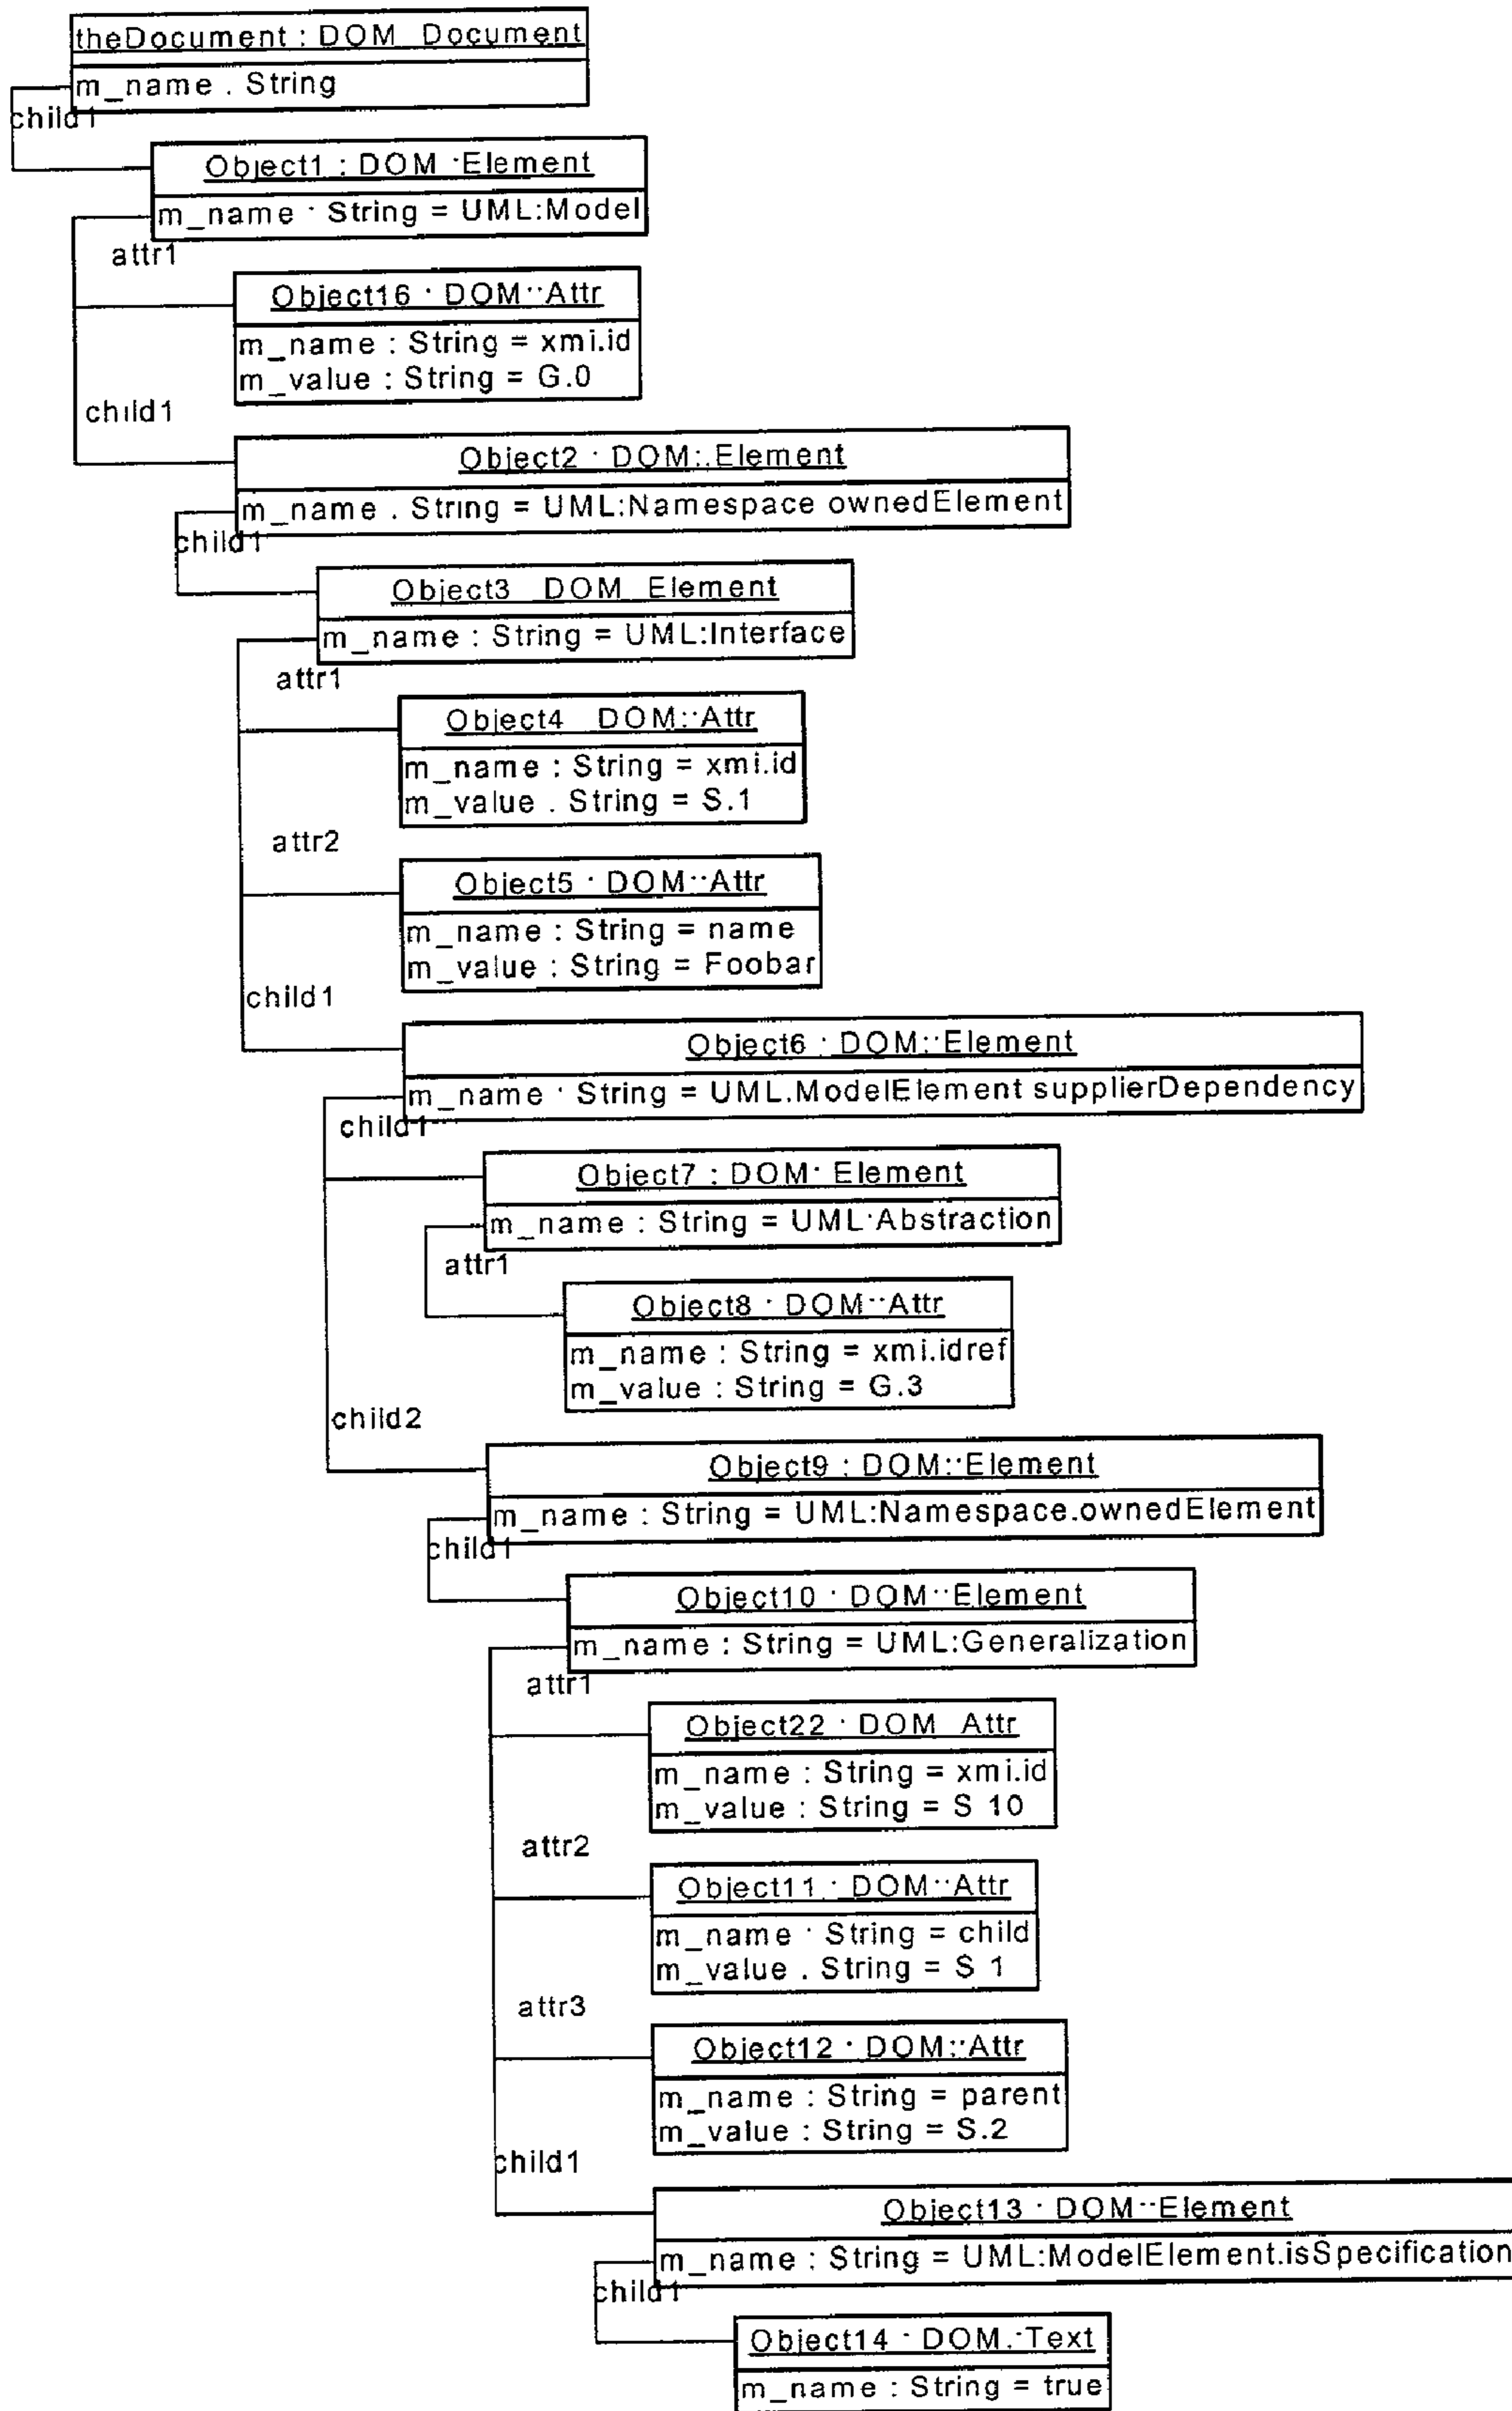 theDocument : DOM Document
m_name . String
child1
Object1 : DOM ·Element
m_name · String = UML:Model
attr1
Object16 · DOM··Attr
m_name : String = xmi.id
m_value : String = G.0
child1
Object2 · DOM:.Element
m_name . String = UML:Namespace ownedElement
child1
Object3 DOM Element
m_name : String = UML:Interface
attr1
Object4 DOM:·Attr
m_name : String = xmi.id
m_value . String = S.1
attr2
Object5 · DOM··Attr
m_name : String = name
m_value : String = Foobar
child1
Object6 : DOM:·Element
m_name · String = UML.ModelElement supplierDependency
child1
Object7 : DOM· Element
m_name : String = UML·Abstraction
attr1
Object8 · DOM··Attr
m_name : String = xmi.idref
m_value : String = G.3
child2
Object9 : DOM:·Element
m_name : String = UML:Namespace.ownedElement
child1
Object10 · DOM··Element
m_name : String = UML:Generalization
attr1
Object22 · DOM Attr
m_name : String = xmi.id
m_value : String = S 10
attr2
Object11 : DOM··Attr
m_name · String = child
m_value . String = S 1
attr3
Object12 · DOM:·Attr
m_name : String = parent
m_value : String = S.2
child1
Object13 · DOM··Element
m_name : String = UML:ModelElement.isSpecification
child1
Object14 · DOM.·Text
m_name : String = true